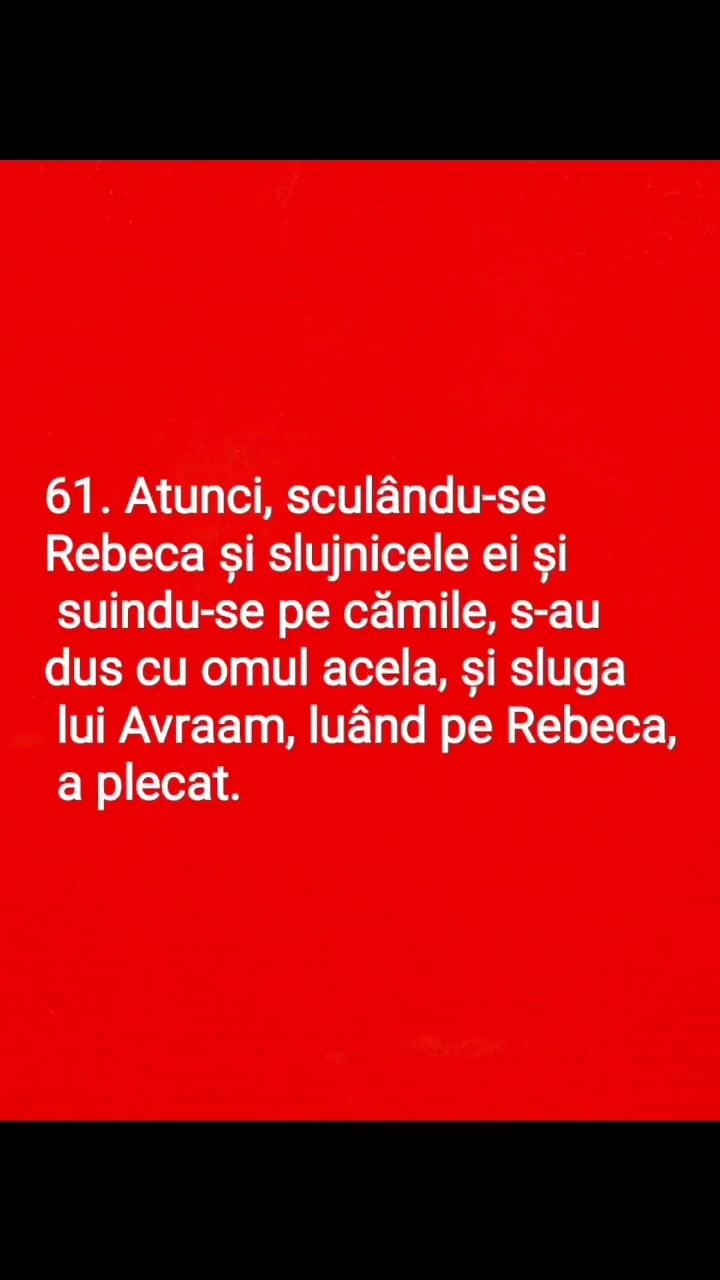 61. Atunci, sculându-se
Rebeca și slujnicele ei și
suindu-se pe cămile, s-au
dus cu omul acela, și sluga
lui Avraam, luând pe Rebeca,
a plecat.